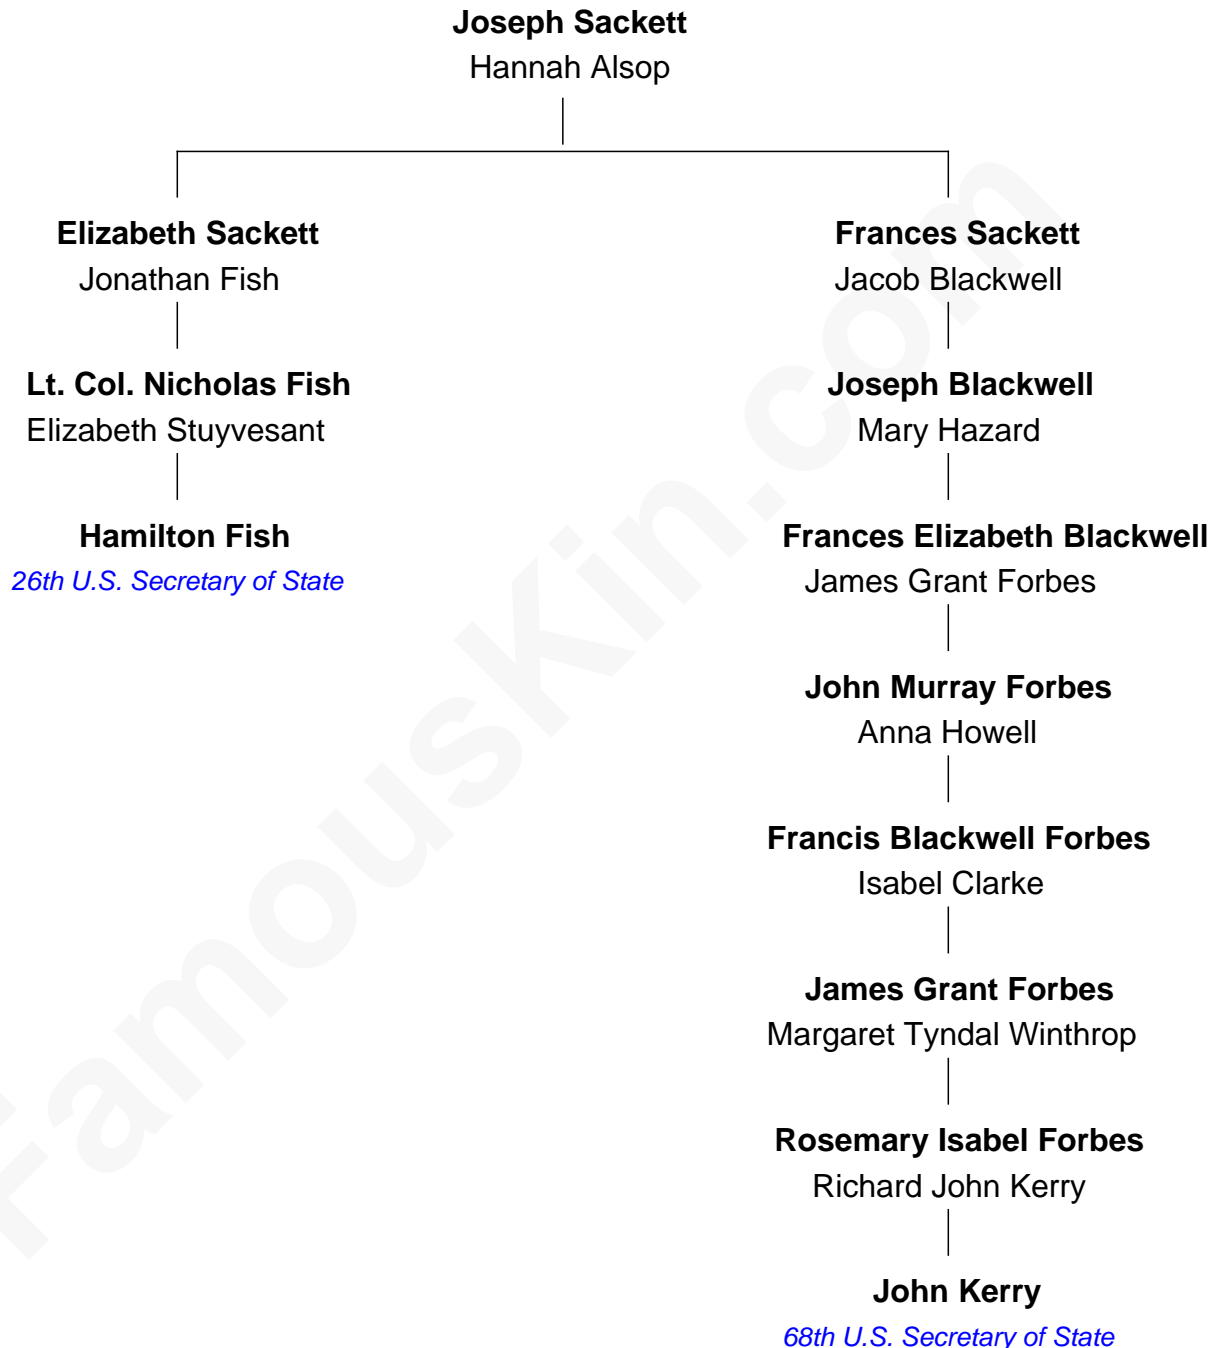 Joseph Sackett
Hannah Alsop
Elizabeth Sackett
Jonathan Fish
Lt. Col. Nicholas Fish
Elizabeth Stuyvesant
Hamilton Fish
26th U.S. Secretary of State
Frances Sackett
Jacob Blackwell
Joseph Blackwell
Mary Hazard
Frances Elizabeth Blackwell
James Grant Forbes
John Murray Forbes
Anna Howell
Francis Blackwell Forbes
Isabel Clarke
James Grant Forbes
Margaret Tyndal Winthrop
Rosemary Isabel Forbes
Richard John Kerry
John Kerry
68th U.S. Secretary of State
FamousKin.com